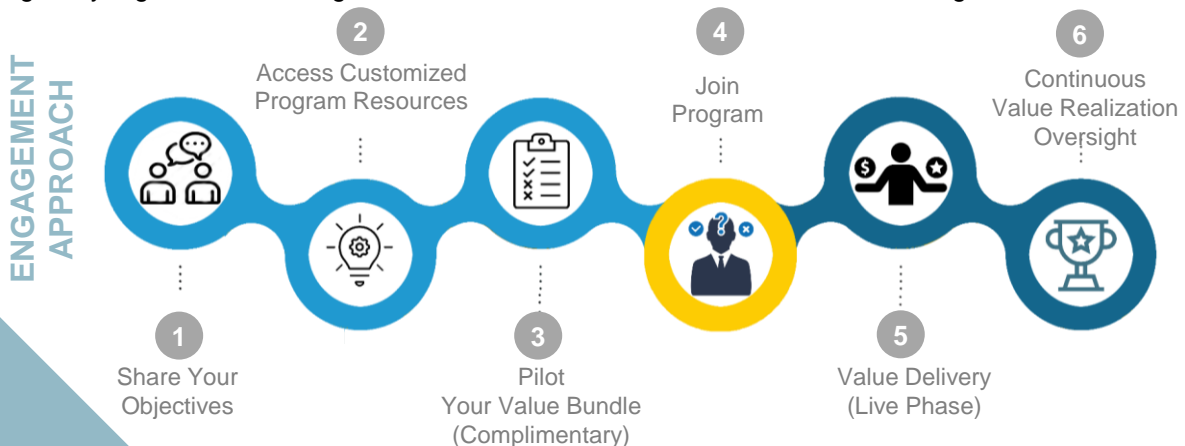 ENGAGEMENT
APPROACH
2
Access Customized
Program Resources
4
Join
Program
6
Continuous
Value Realization
Oversight
1
Share Your
Objectives
3
Pilot
Your Value Bundle
(Complimentary)
5
Value Delivery
(Live Phase)